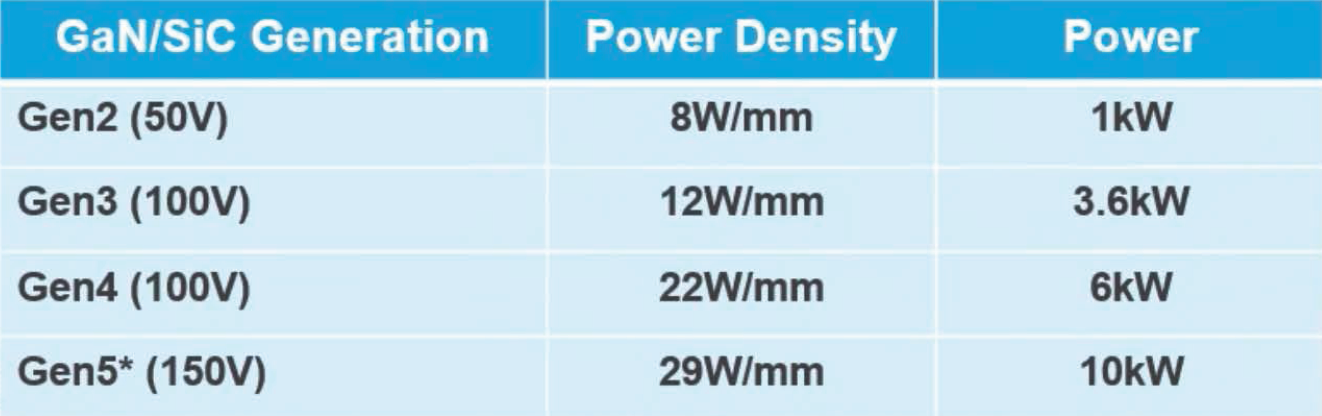 GaN/SiC Generation Power Density Power
Gen2 (50V) 8W/mm 1kW
Gen3 (100V) 12W/mm 3.6kW
Gen4 (100V) 22W/mm 6kW
Gen5* (150V) 29W/mm 10kW